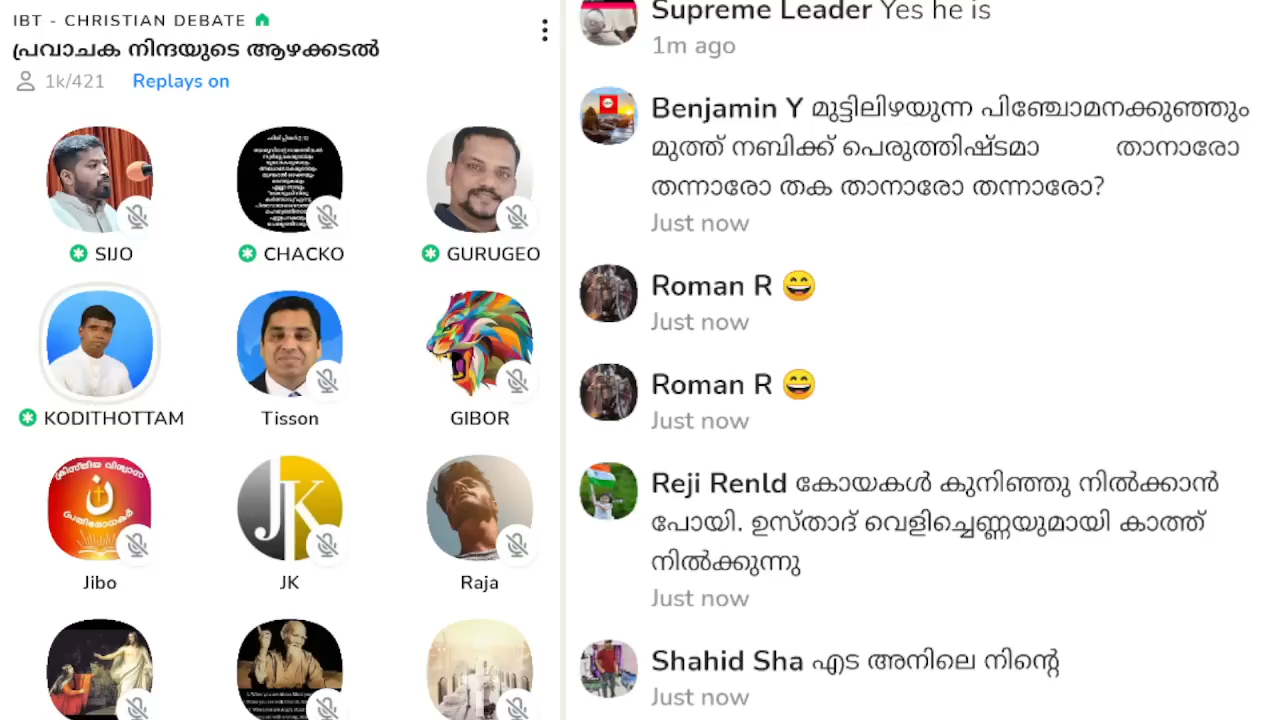 IBT - CHRISTIAN DEBATE
പ്രവാചക നിന്ദയുടെ ആഴക്കടൽ
1k/421 Replays on
SIJO CHACKO GURUGEO
KODITHOTTAM Tisson GIBOR
ക്രിസ്തീയ വിശ്വാസ
പ്രതിരോധകർ
JK
Jibo JK Raja
Supreme Leader Yes he is
1m ago
Benjamin Y മുട്ടിലിഴയുന്ന പിഞ്ചോമനക്കുഞ്ഞും
മുത്ത് നബിക്ക് പെരുത്തിഷ്ടമാ താനാരോ
തന്നാരോ തക താനാരോ തന്നാരോ?
Just now
Roman R 😄
Just now
Roman R 😄
Just now
Reji Renld കോയകൾ കുനിഞ്ഞു നിൽക്കാൻ
പോയി. ഉസ്താദ് വെളിച്ചെണ്ണയുമായി കാത്ത്
നിൽക്കുന്നു
Just now
Shahid Sha എട അനിലെ നിന്റെ
Just now